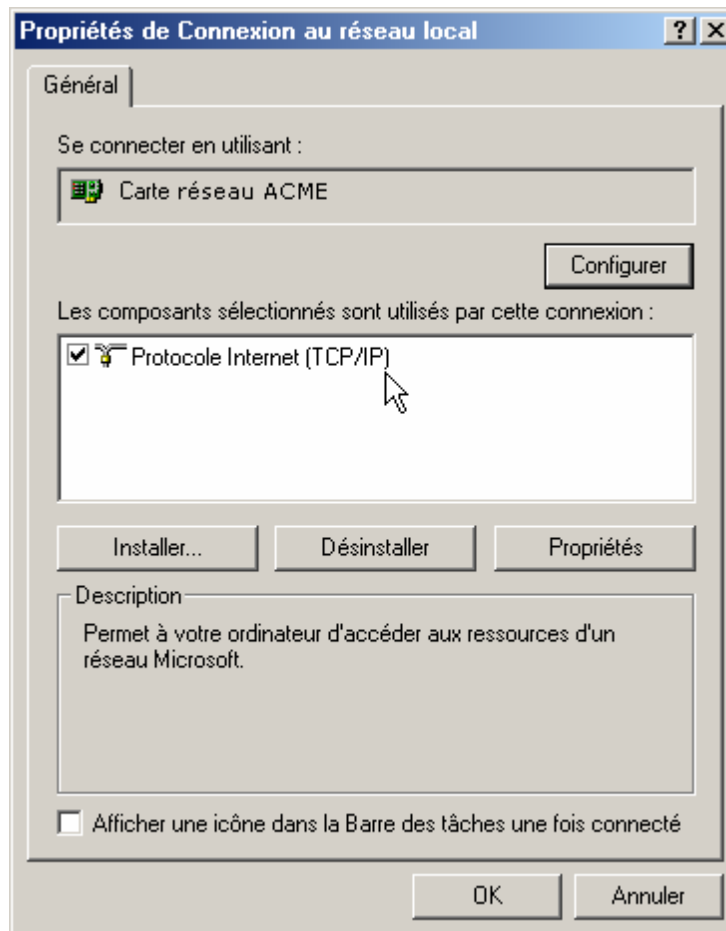 Propriétés de Connexion au réseau local
Général
Se connecter en utilisant :
Carte réseau ACME
Configurer
Les composants sélectionnés sont utilisés par cette connexion :
Protocole Internet (TCP/IP)
Installer... Désinstaller Propriétés
Description
Permet à votre ordinateur d'accéder aux ressources d'un
réseau Microsoft.
Afficher une icône dans la Barre des tâches une fois connecté
OK Annuler